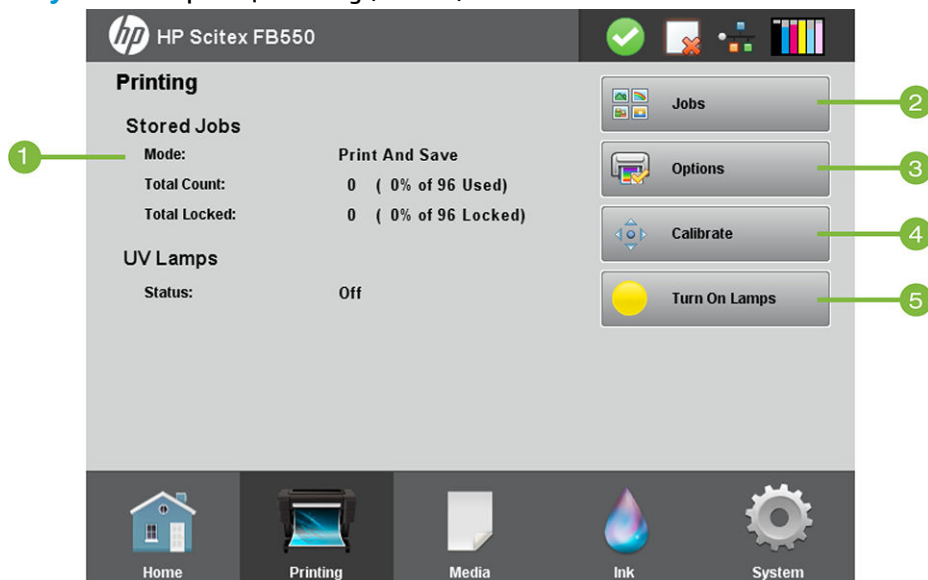 hp HP Scitex FB550
Printing
Stored Jobs
1 Mode: Print And Save
Total Count: 0 ( 0% of 96 Used)
Total Locked: 0 ( 0% of 96 Locked)
UV Lamps
Status: Off
Jobs 2
Options 3
Calibrate 4
Turn On Lamps 5
Home Printing Media Ink System